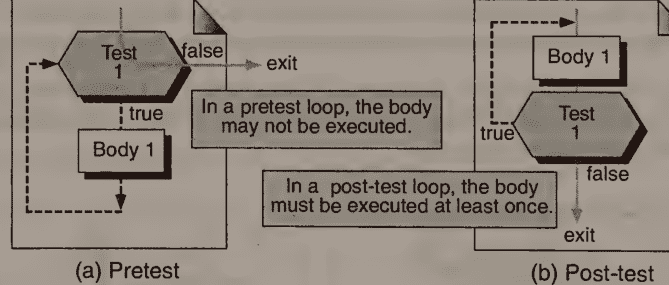 Test
1
false
exit
true
Body 1
In a pretest loop, the body
may not be executed.
(a) Pretest
Body 1
Test
1
true
false
In a post-test loop, the body
must be executed at least once.
exit
(b) Post-test